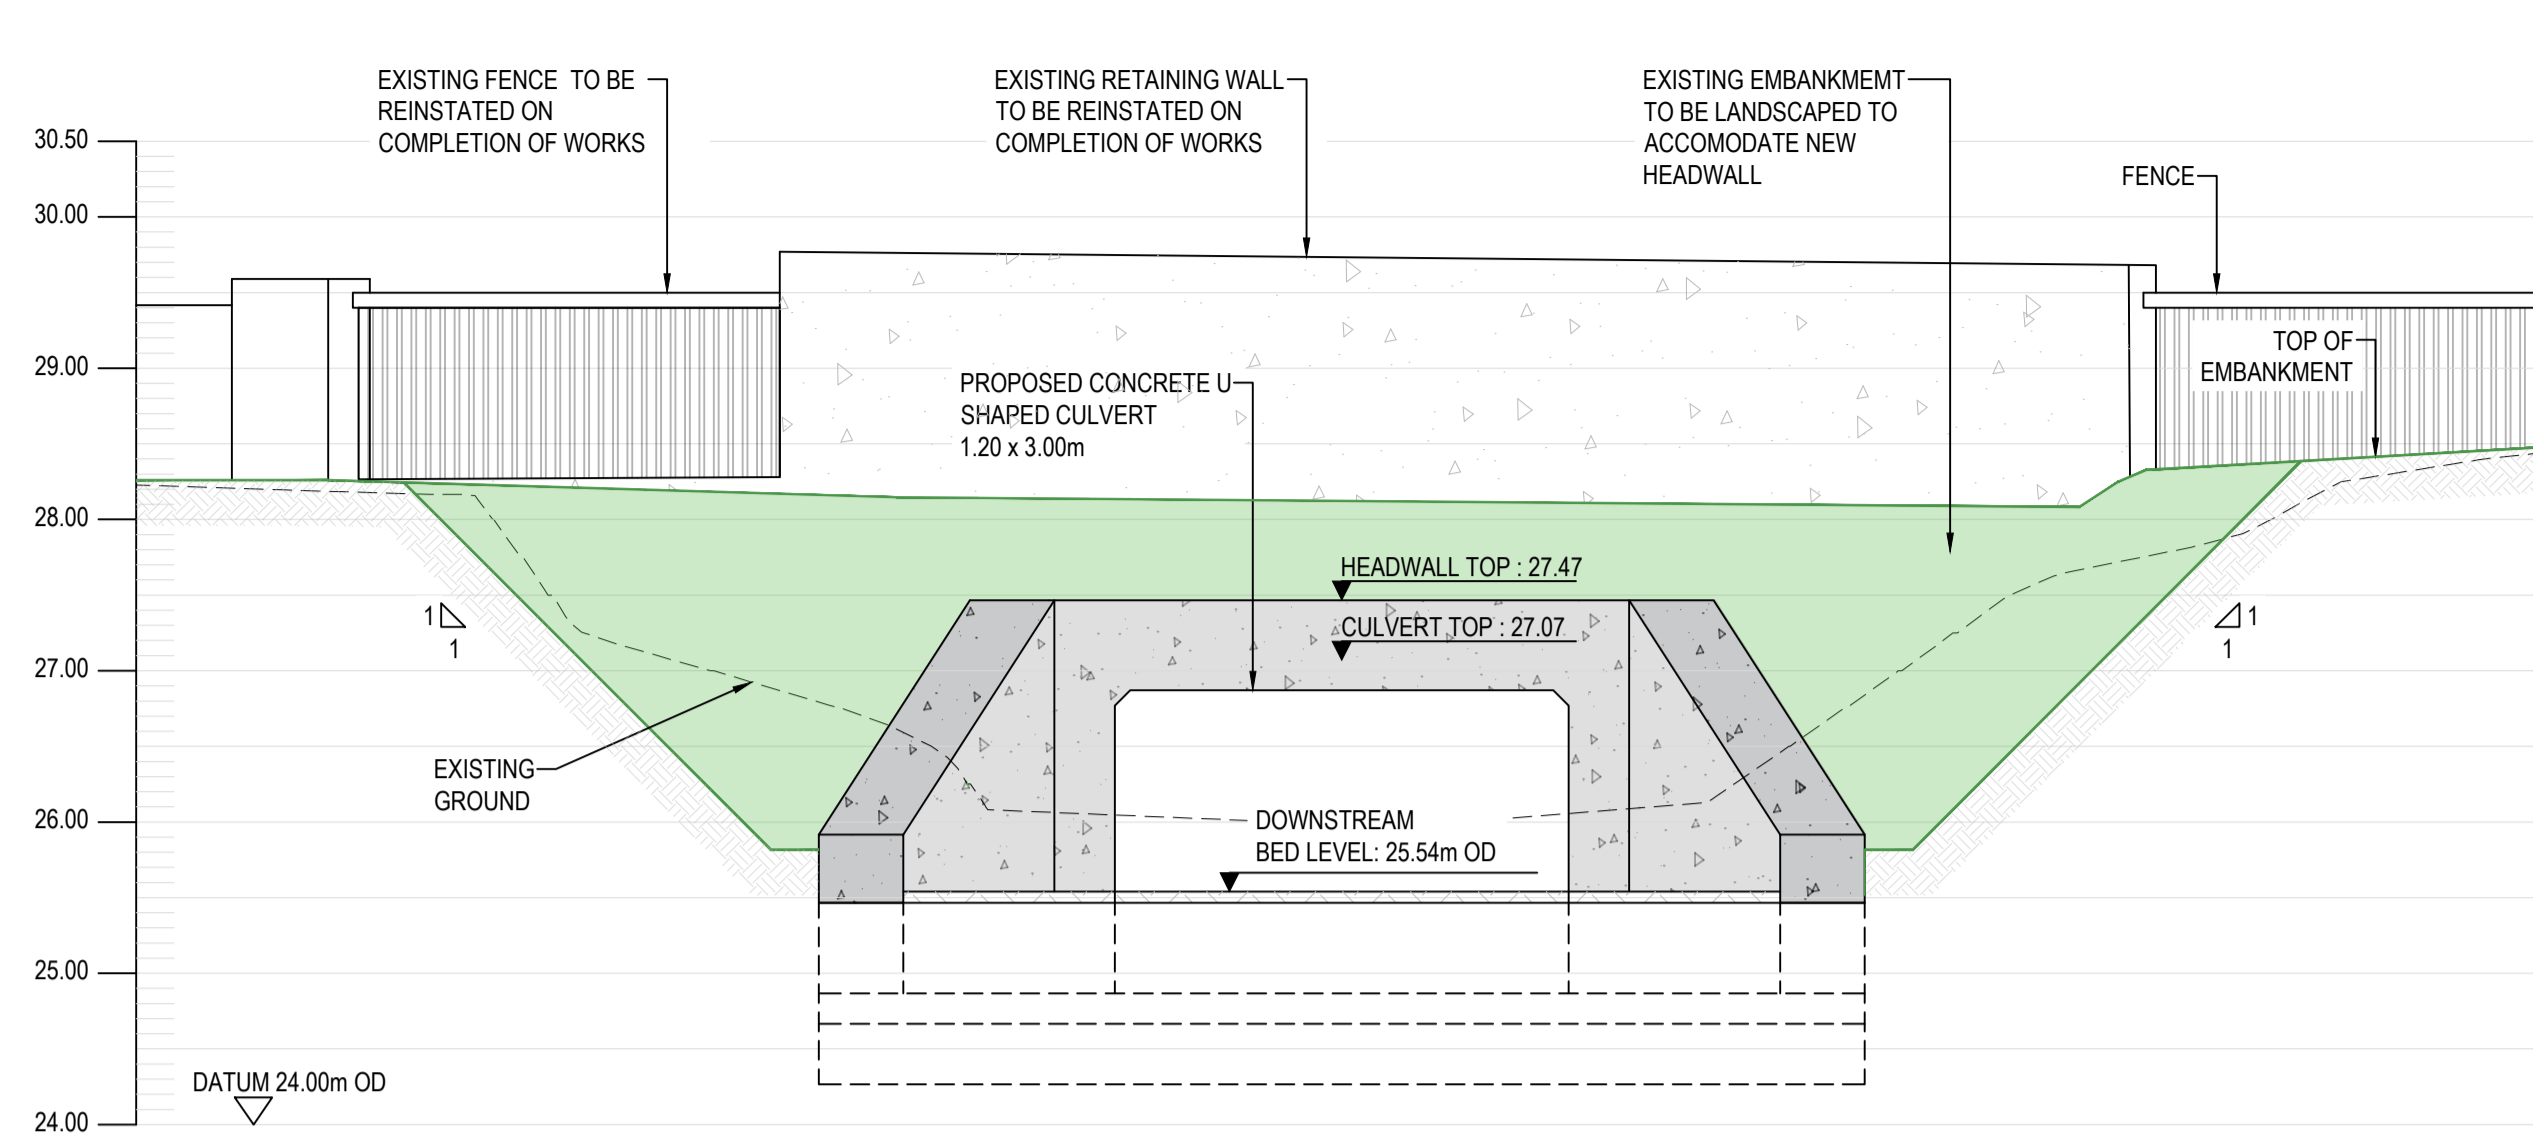 EXISTING FENCE TO BE
REINSTATED ON
COMPLETION OF WORKS
EXISTING RETAINING WALL
TO BE REINSTATED ON
COMPLETION OF WORKS
EXISTING EMBANKMEMT
TO BE LANDSCAPED TO
ACCOMODATE NEW
HEADWALL
FENCE
30.50
30.00
29.00
28.00
27.00
26.00
25.00
24.00
TOP OF
EMBANKMENT
PROPOSED CONCRETE U
SHAPED CULVERT
1.20 x 3.00m
HEADWALL TOP : 27.47
CULVERT TOP : 27.07
1
1
1
1
EXISTING
GROUND
DOWNSTREAM
BED LEVEL: 25.54m OD
DATUM 24.00m OD